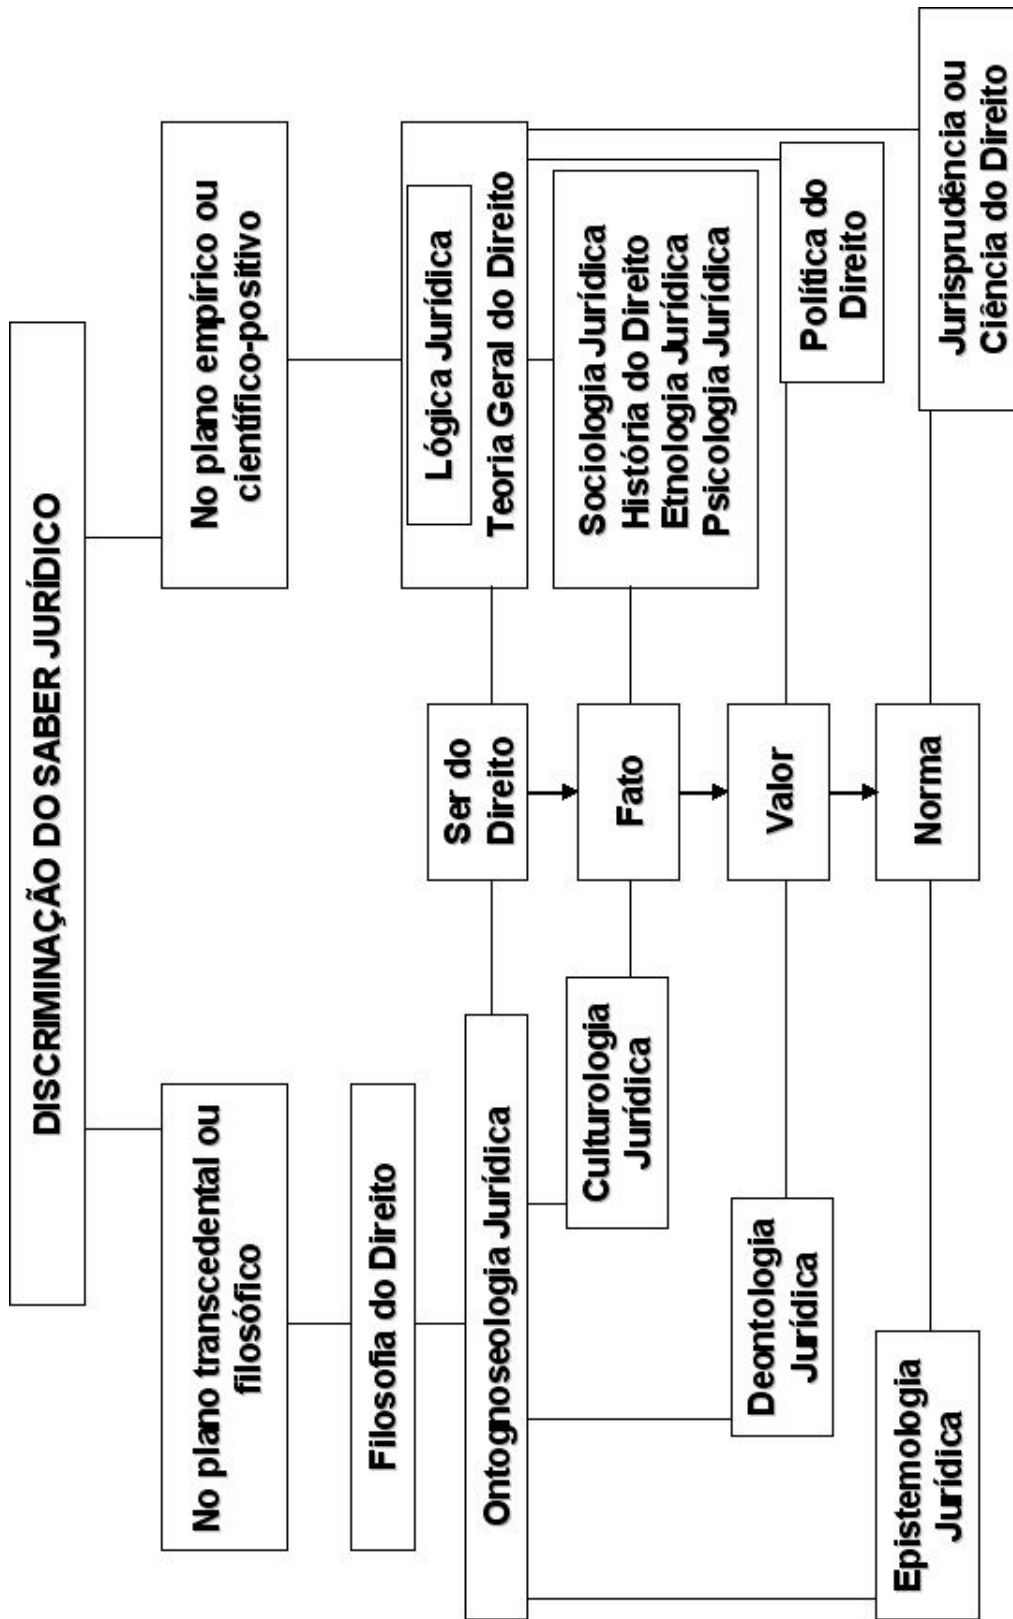 DISCRIMINAÇÃO DO SABER JURÍDICO
No plano transcedental ou
filosófico
No plano empírico ou
científico-positivo
Filosofia do Direito
Lógica Jurídica
Teoria Geral do Direito
Ontognoseologia Jurídica
Ser do
Direito
Culturologia
Jurídica
Fato
Sociologia Jurídica
História do Direito
Etnologia Jurídica
Psicologia Jurídica
Deontologia
Jurídica
Valor
Política do
Direito
Epistemologia
Jurídica
Norma
Jurisprudência ou
Ciência do Direito